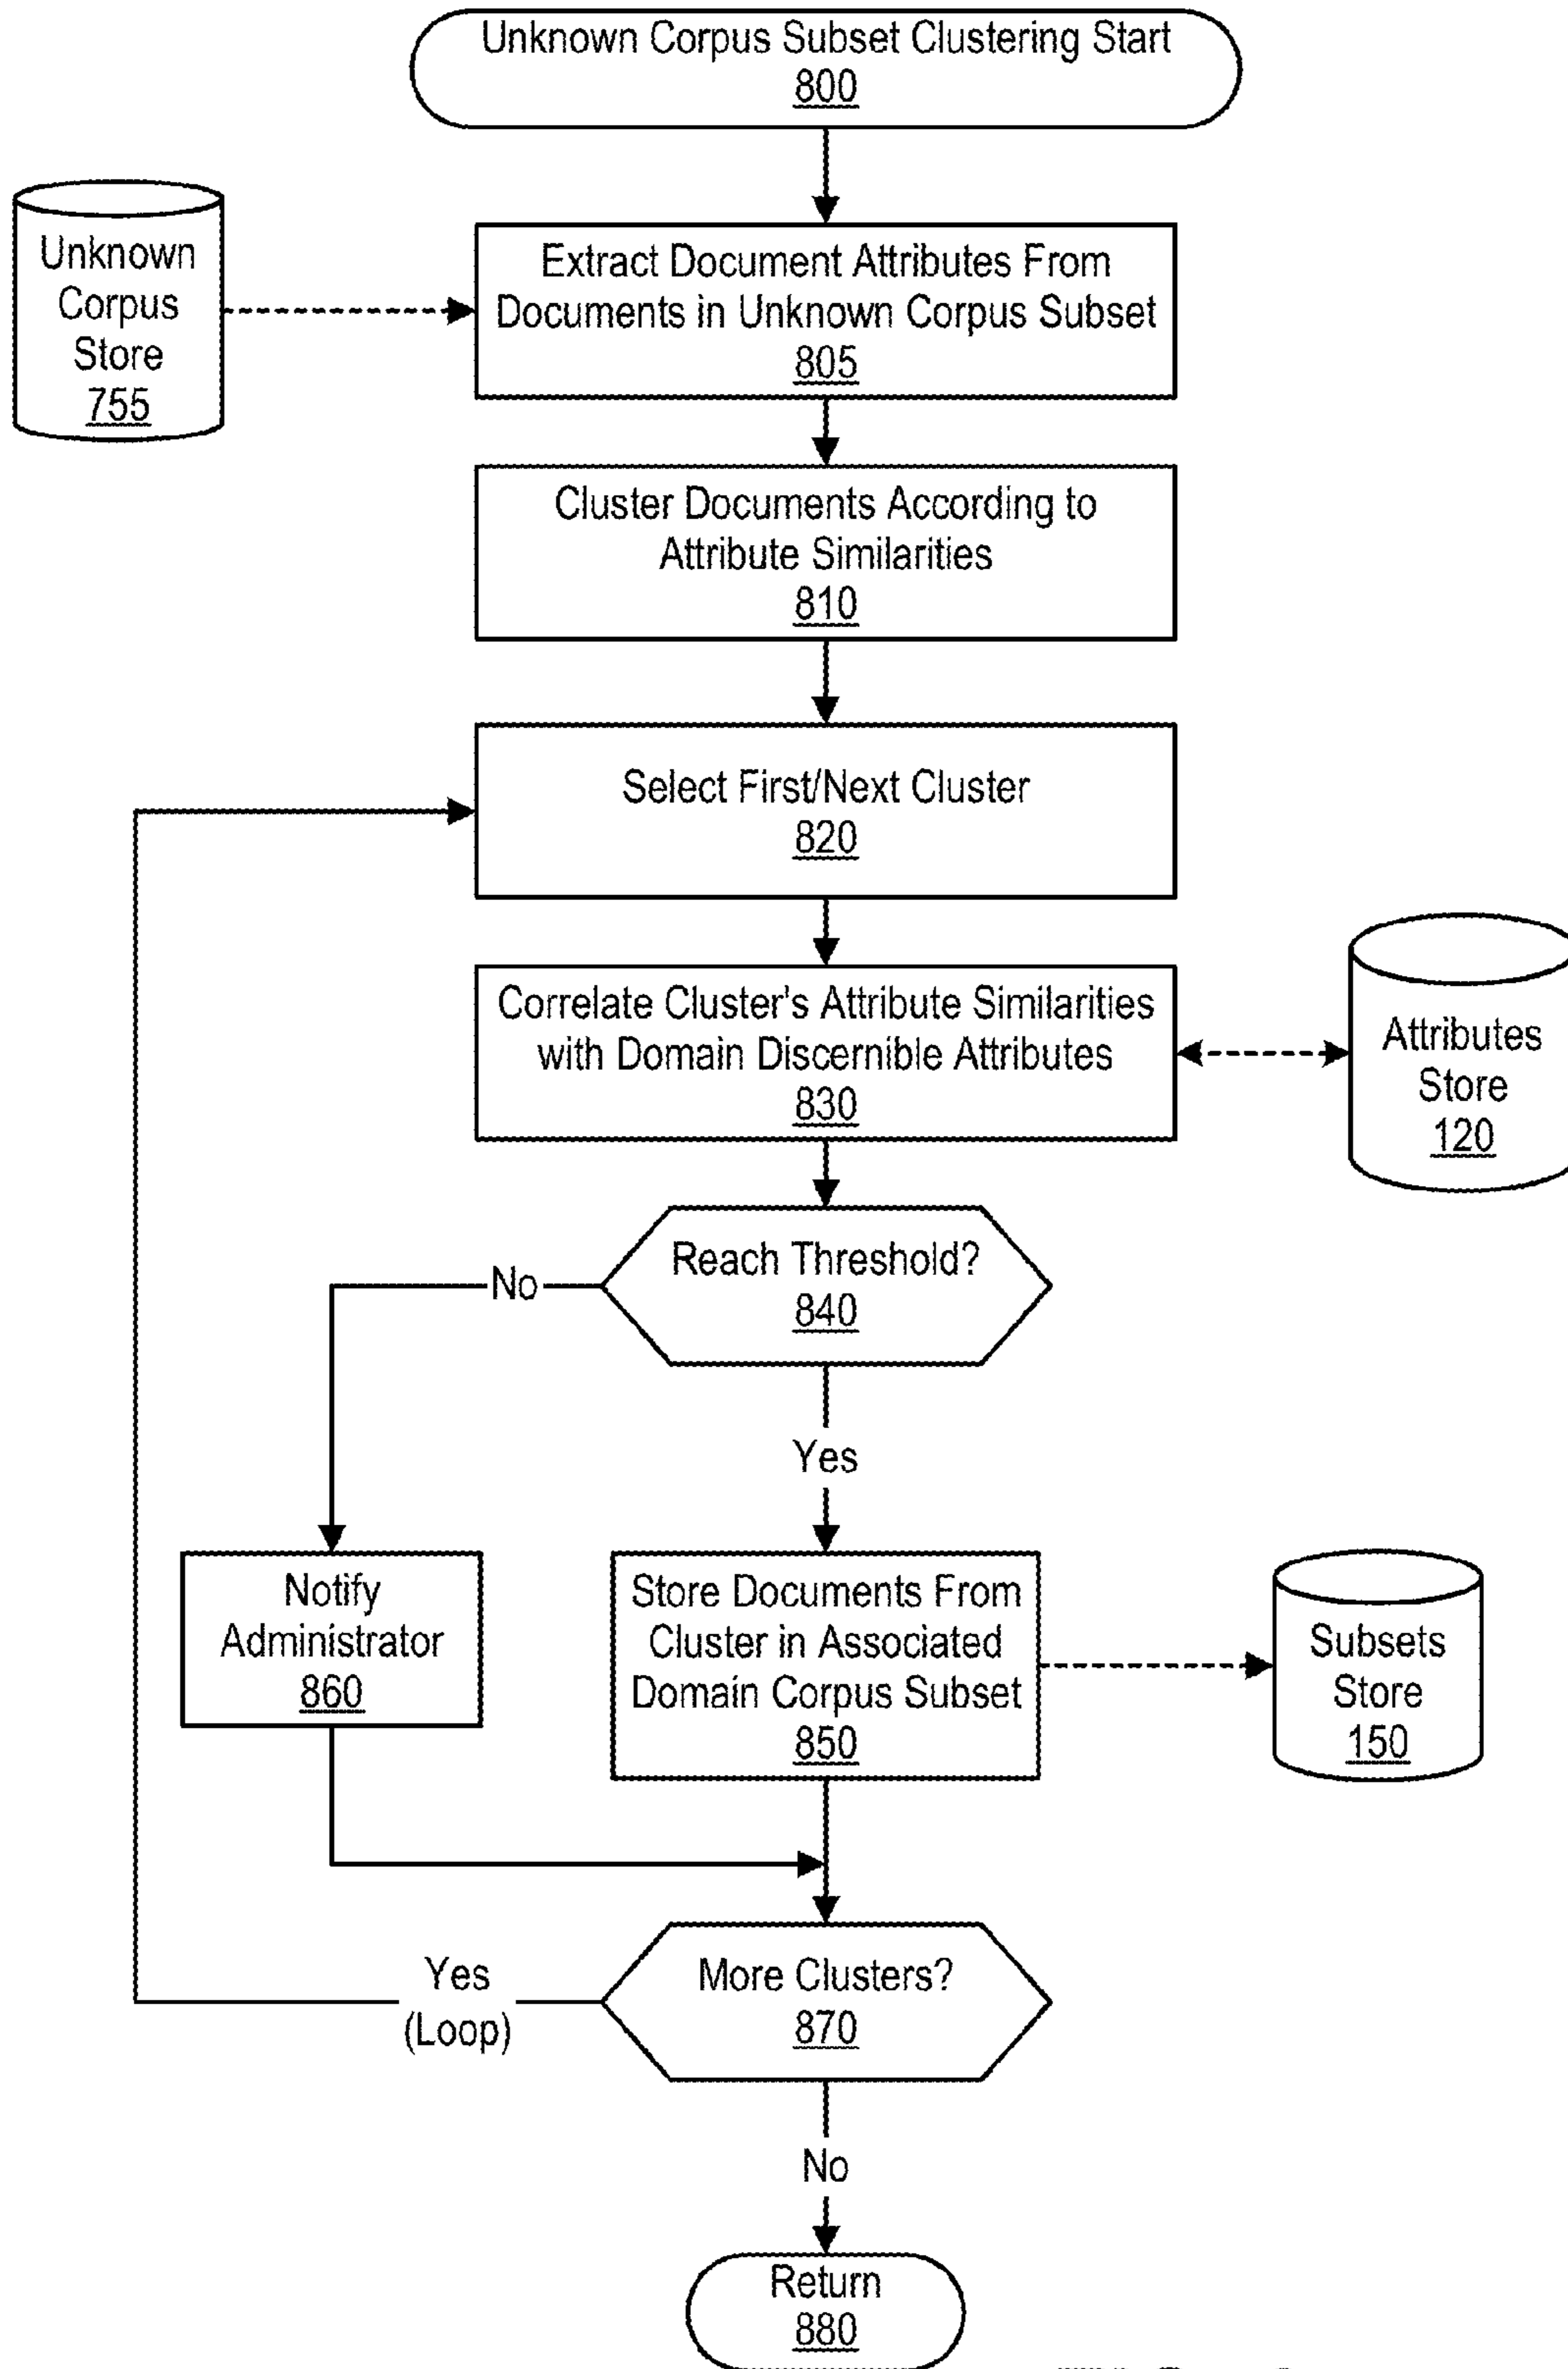 Unknown Corpus Subset Clustering Start
800
Unknown
Corpus
Store
755
Extract Document Attributes From
Documents in Unknown Corpus Subset
805
Cluster Documents According to
Attribute Similarities
810
Select First/Next Cluster
820
Correlate Cluster's Attribute Similarities
with Domain Discernible Attributes
830
Attributes
Store
120
Reach Threshold?
840
No
Yes
Notify
Administrator
860
Store Documents From
Cluster in Associated
Domain Corpus Subset
850
Subsets
Store
150
More Clusters?
870
Yes
(Loop)
No
Return
880